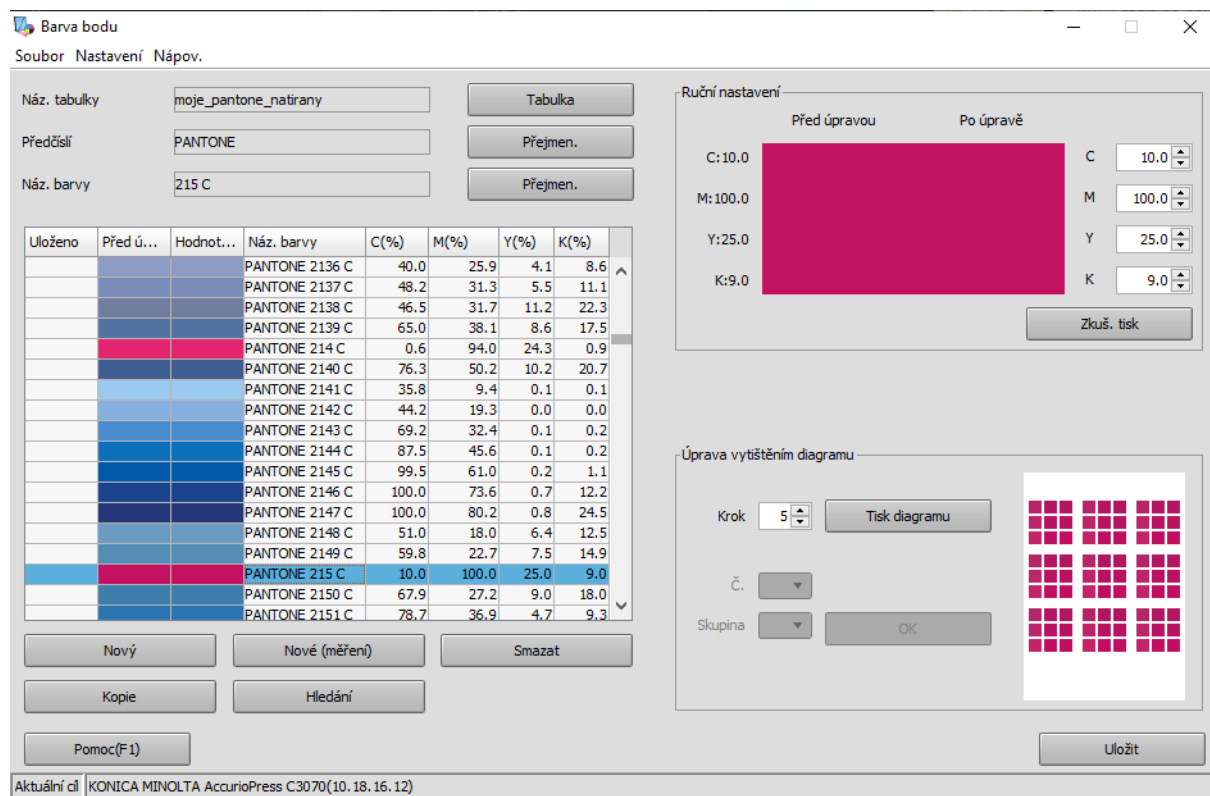 Barva bodu
Soubor Nastavení Nápov.
Náz. tabulky moje_pantone_natirany Tabulka
Předčíslí PANTONE Přejmen.
Náz. barvy 215 C Přejmen.
Uloženo Před ú... Hodnot... Náz. barvy C(%) M(%) Y(%) K(%)
PANTONE 2136 C 40.0 25.9 4.1 8.6
PANTONE 2137 C 48.2 31.3 5.5 11.1
PANTONE 2138 C 46.5 31.7 11.2 22.3
PANTONE 2139 C 65.0 38.1 8.6 17.5
PANTONE 214 C 0.6 94.0 24.3 0.9
PANTONE 2140 C 76.3 50.2 10.2 20.7
PANTONE 2141 C 35.8 9.4 0.1 0.1
PANTONE 2142 C 44.2 19.3 0.0 0.0
PANTONE 2143 C 69.2 32.4 0.1 0.2
PANTONE 2144 C 87.5 45.6 0.1 0.2
PANTONE 2145 C 99.5 61.0 0.2 1.1
PANTONE 2146 C 100.0 73.6 0.7 12.2
PANTONE 2147 C 100.0 80.2 0.8 24.5
PANTONE 2148 C 51.0 18.0 6.4 12.5
PANTONE 2149 C 59.8 22.7 7.5 14.9
PANTONE 215 C 10.0 100.0 25.0 9.0
PANTONE 2150 C 67.9 27.2 9.0 18.0
PANTONE 2151 C 78.7 36.9 4.7 9.3
Nový Nové (měření) Smazat
Kopie Hledání
Pomoc(F1)
Ruční nastavení
Před úpravou Po úpravě
C:10.0 C 10.0
M:100.0 M 100.0
Y:25.0 Y 25.0
K:9.0 K 9.0
Zkuš. tisk
Úprava vytištěním diagramu
Krok 5 Tisk diagramu
Č.
Skupina OK
Uložit
Aktuální cíl KONICA MINOLTA AccurioPress C3070(10.18.16.12)